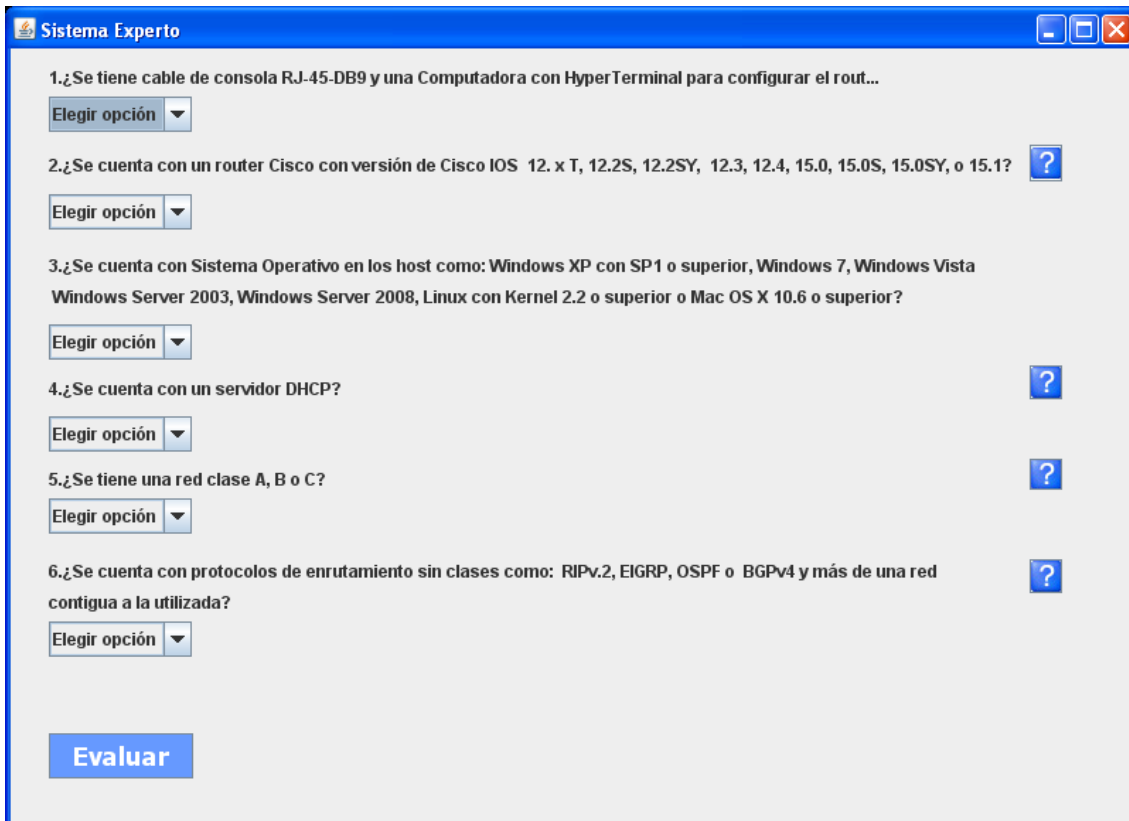 Sistema Experto
1.¿Se tiene cable de consola RJ-45-DB9 y una Computadora con HyperTerminal para configurar el rout...
Elegir opción
2.¿Se cuenta con un router Cisco con versión de Cisco IOS 12. x T, 12.2S, 12.2SY, 12.3, 12.4, 15.0, 15.0S, 15.0SY, o 15.1?
?
Elegir opción
3.¿Se cuenta con Sistema Operativo en los host como: Windows XP con SP1 o superior, Windows 7, Windows Vista
Windows Server 2003, Windows Server 2008, Linux con Kernel 2.2 o superior o Mac OS X 10.6 o superior?
Elegir opción
4.¿Se cuenta con un servidor DHCP?
?
Elegir opción
5.¿Se tiene una red clase A, B o C?
?
Elegir opción
6.¿Se cuenta con protocolos de enrutamiento sin clases como: RIPv.2, EIGRP, OSPF o BGPv4 y más de una red
?
contigua a la utilizada?
Elegir opción
Evaluar